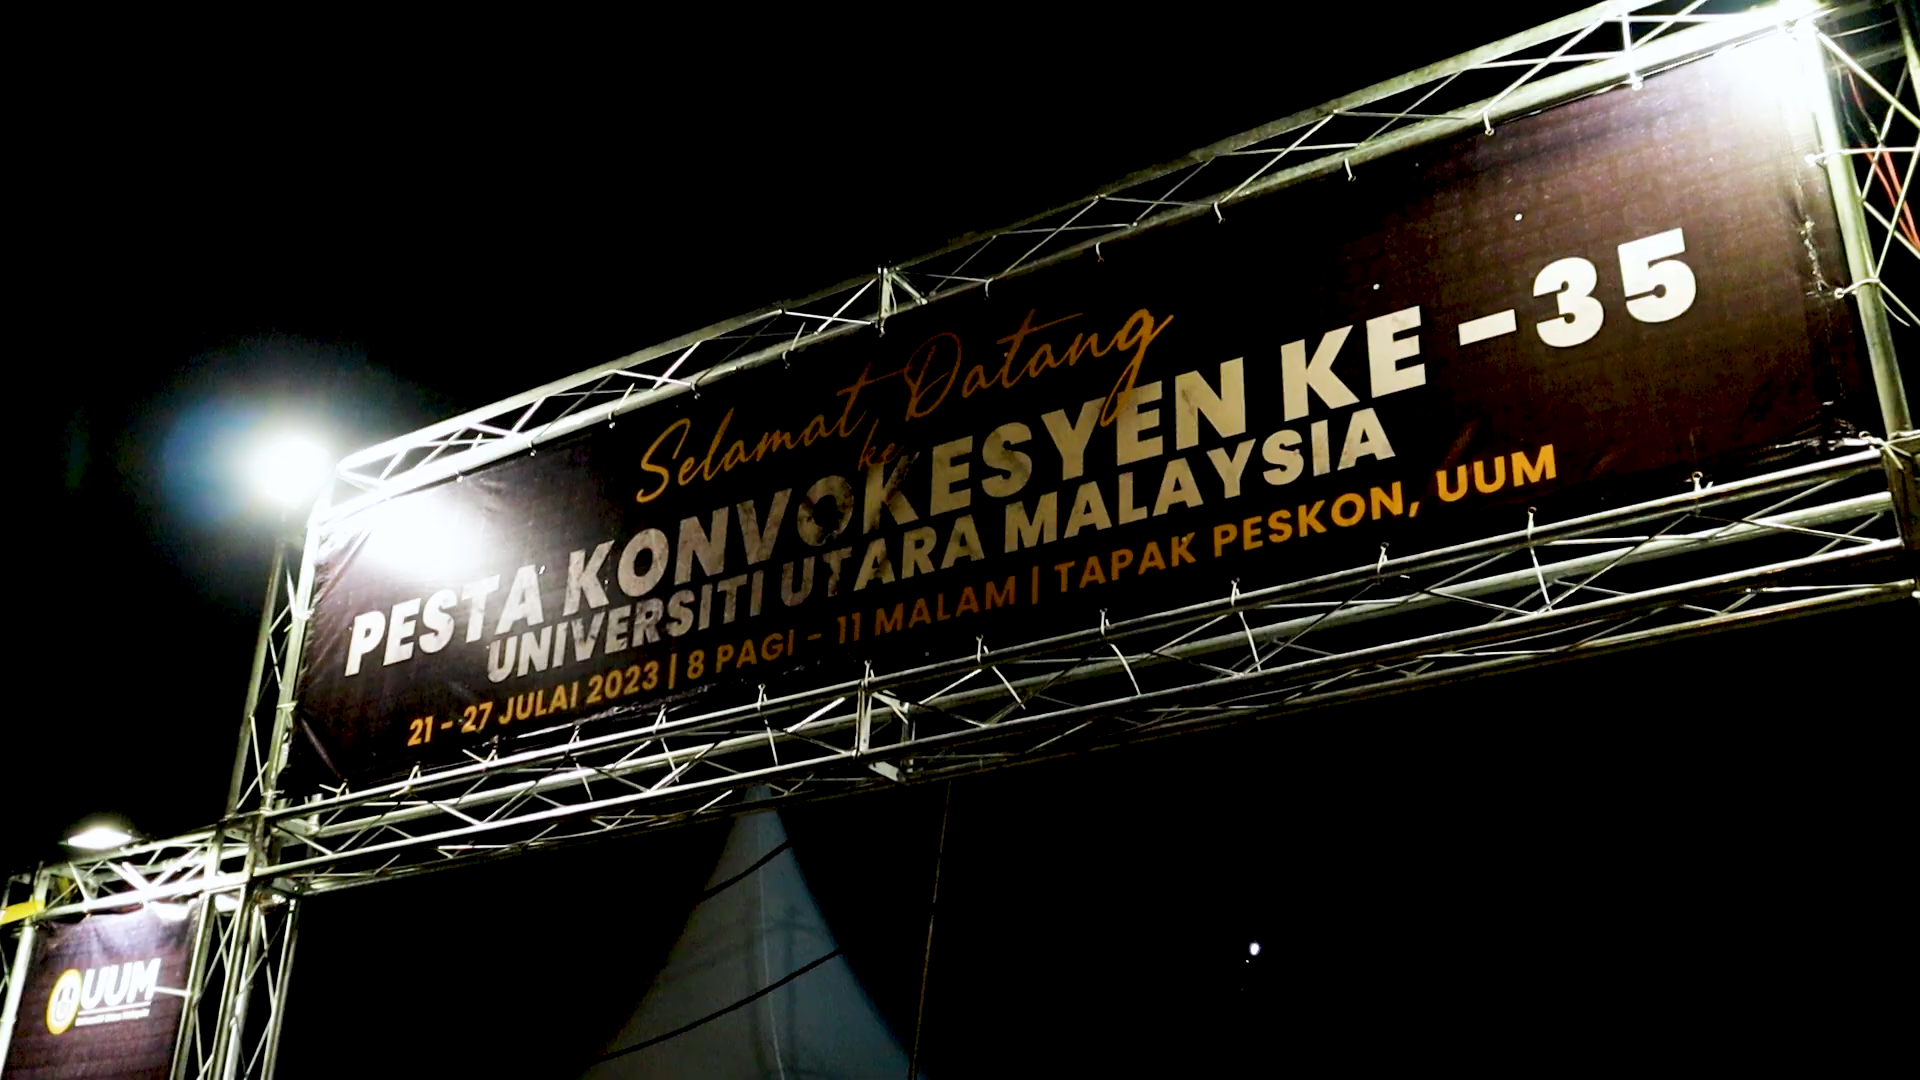 Selamat Datang
ke
PESTA KONVOKESYEN KE - 35
UNIVERSITI UTARA MALAYSIA
21 - 27 JULAI 2023 | 8 PAGI - 11 MALAM | TAPAK PESKON, UUM
UUM